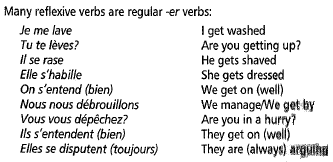 Many reflexive verbs are regular -er verbs:
Je me lave I get washed
Tu te lèves? Are you getting up?
Il se rase He gets shaved
Elle s'habille She gets dressed
On s'entend (bien) We get on (well)
Nous nous débrouillons We manage/We get by
Vous vous dépêchez? Are you in a hurry?
Ils s'entendent (bien) They get on (well)
Elles se disputent (toujours) They are (always) arguing